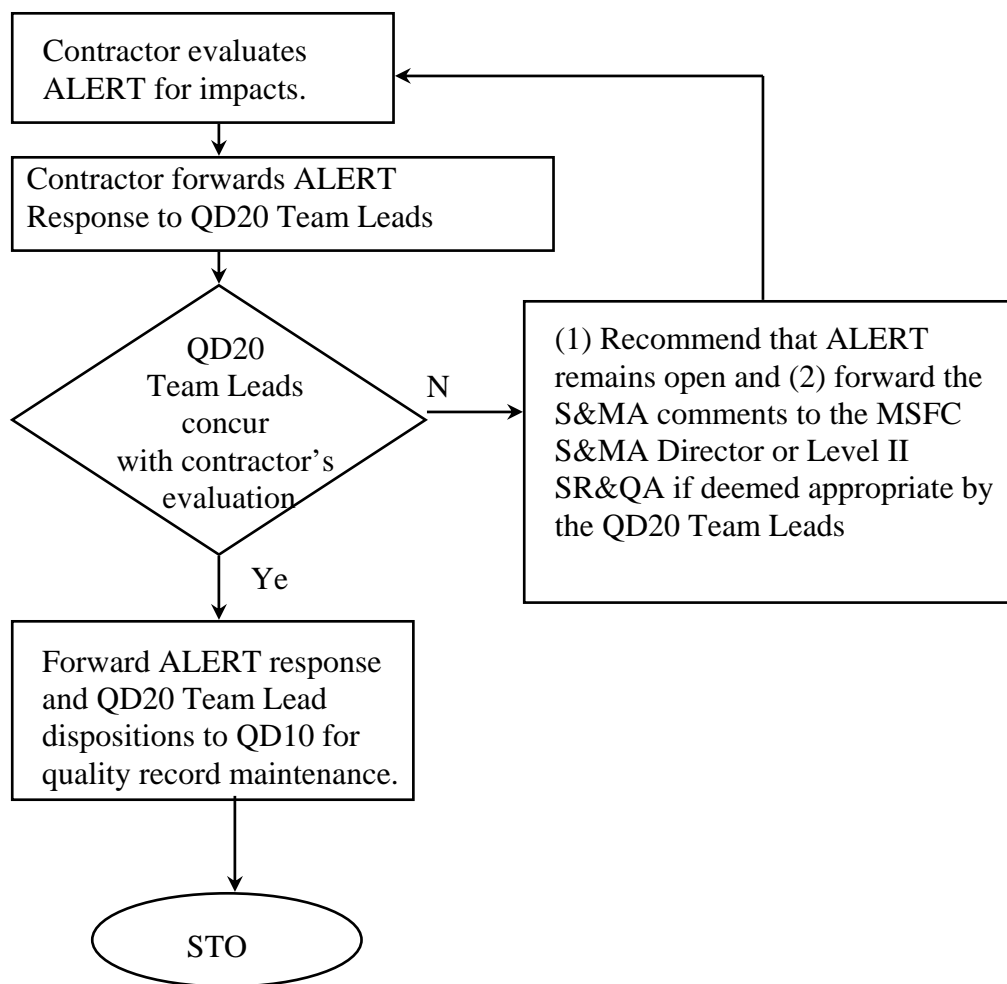 Contractor evaluates
ALERT for impacts.
Contractor forwards ALERT
Response to QD20 Team Leads
QD20
Team Leads
concur
with contractor's
evaluation
N
(1) Recommend that ALERT
remains open and (2) forward the
S&MA comments to the MSFC
S&MA Director or Level II
SR&QA if deemed appropriate by
the QD20 Team Leads
Ye
Forward ALERT response
and QD20 Team Lead
dispositions to QD10 for
quality record maintenance.
STO